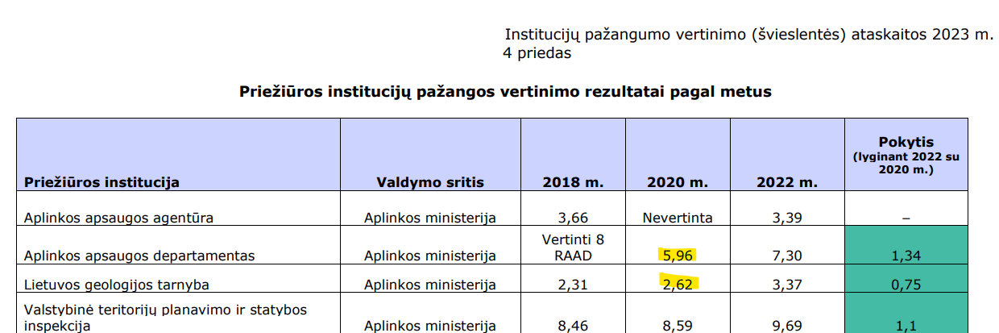 Institucijų pažangumo vertinimo (švieslentės) ataskaitos 2023 m.
4 priedas
Priežiūros institucijų pažangos vertinimo rezultatai pagal metus
Priežiūros institucija Valdymo sritis 2018 m. 2020 m. 2022 m. Pokytis
(lyginant 2022 su
2020 m.)
Aplinkos apsaugos agentūra Aplinkos ministerija 3,66 Nevertinta 3,39 –
Aplinkos apsaugos departamentas Aplinkos ministerija Vertinti 8
RAAD 5,96 7,30 1,34
Lietuvos geologijos tarnyba Aplinkos ministerija 2,31 2,62 3,37 0,75
Valstybinė teritorijų planavimo ir statybos
inspekcija Aplinkos ministerija 8,46 8,59 9,69 1,1